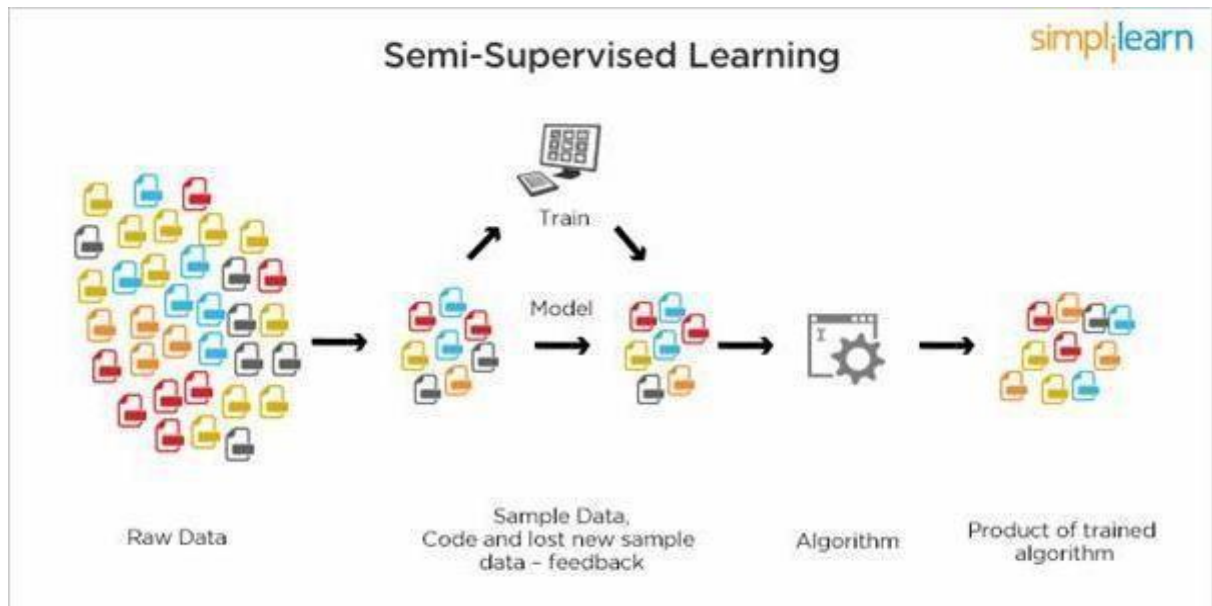 Semi-Supervised Learning
simplilearn
Train
Model
Raw Data
Sample Data,
Code and lost new sample
data – feedback
Algorithm
Product of trained
algorithm